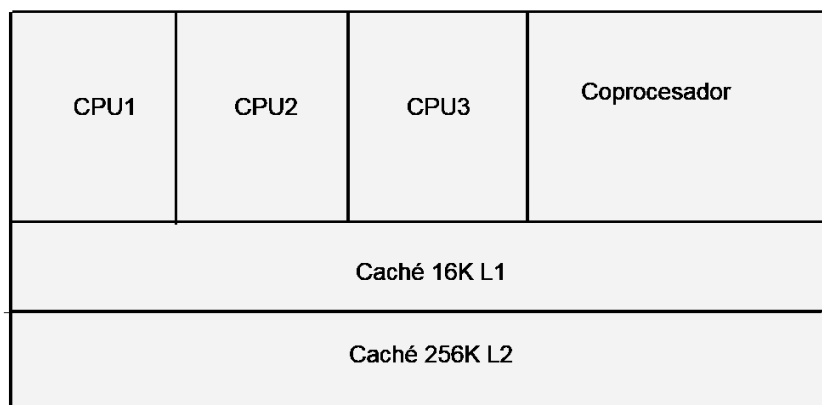 CPU1
CPU2
CPU3
Coprocesador
Caché 16K L1
Caché 256K L2